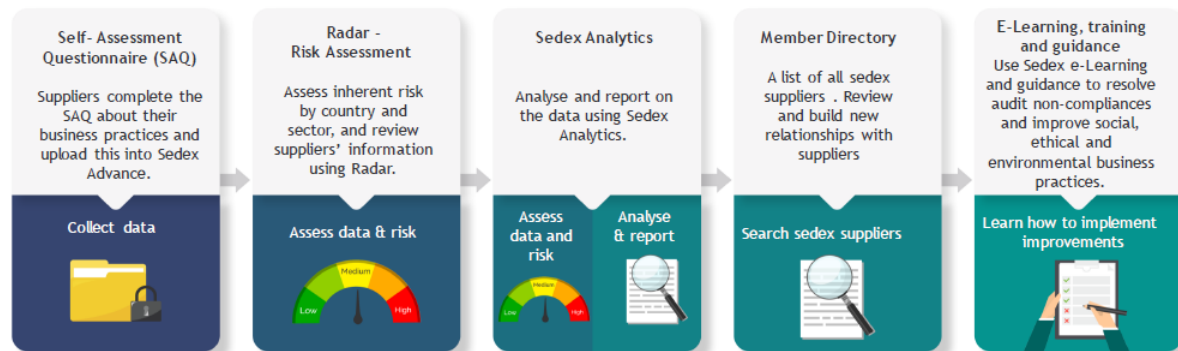 Self- Assessment
Questionnaire (SAQ)
Suppliers complete the
SAQ about their
business practices and
upload this into Sedex
Advance.
Collect data
Radar -
Risk Assessment
Assess inherent risk
by country and
sector, and review
suppliers' information
using Radar.
Assess data & risk
Low
Medium
High
Sedex Analytics
Analyse and report on
the data using Sedex
Analytics.
Assess
data and
risk
Low
Medium
High
Analyse
& report
Member Directory
A list of all sedex
suppliers . Review
and build new
relationships with
suppliers
Search sedex suppliers
E-Learning, training
and guidance
Use Sedex e-Learning
and guidance to resolve
audit non-compliances
and improve social,
ethical and
environmental business
practices.
Learn how to implement
improvements